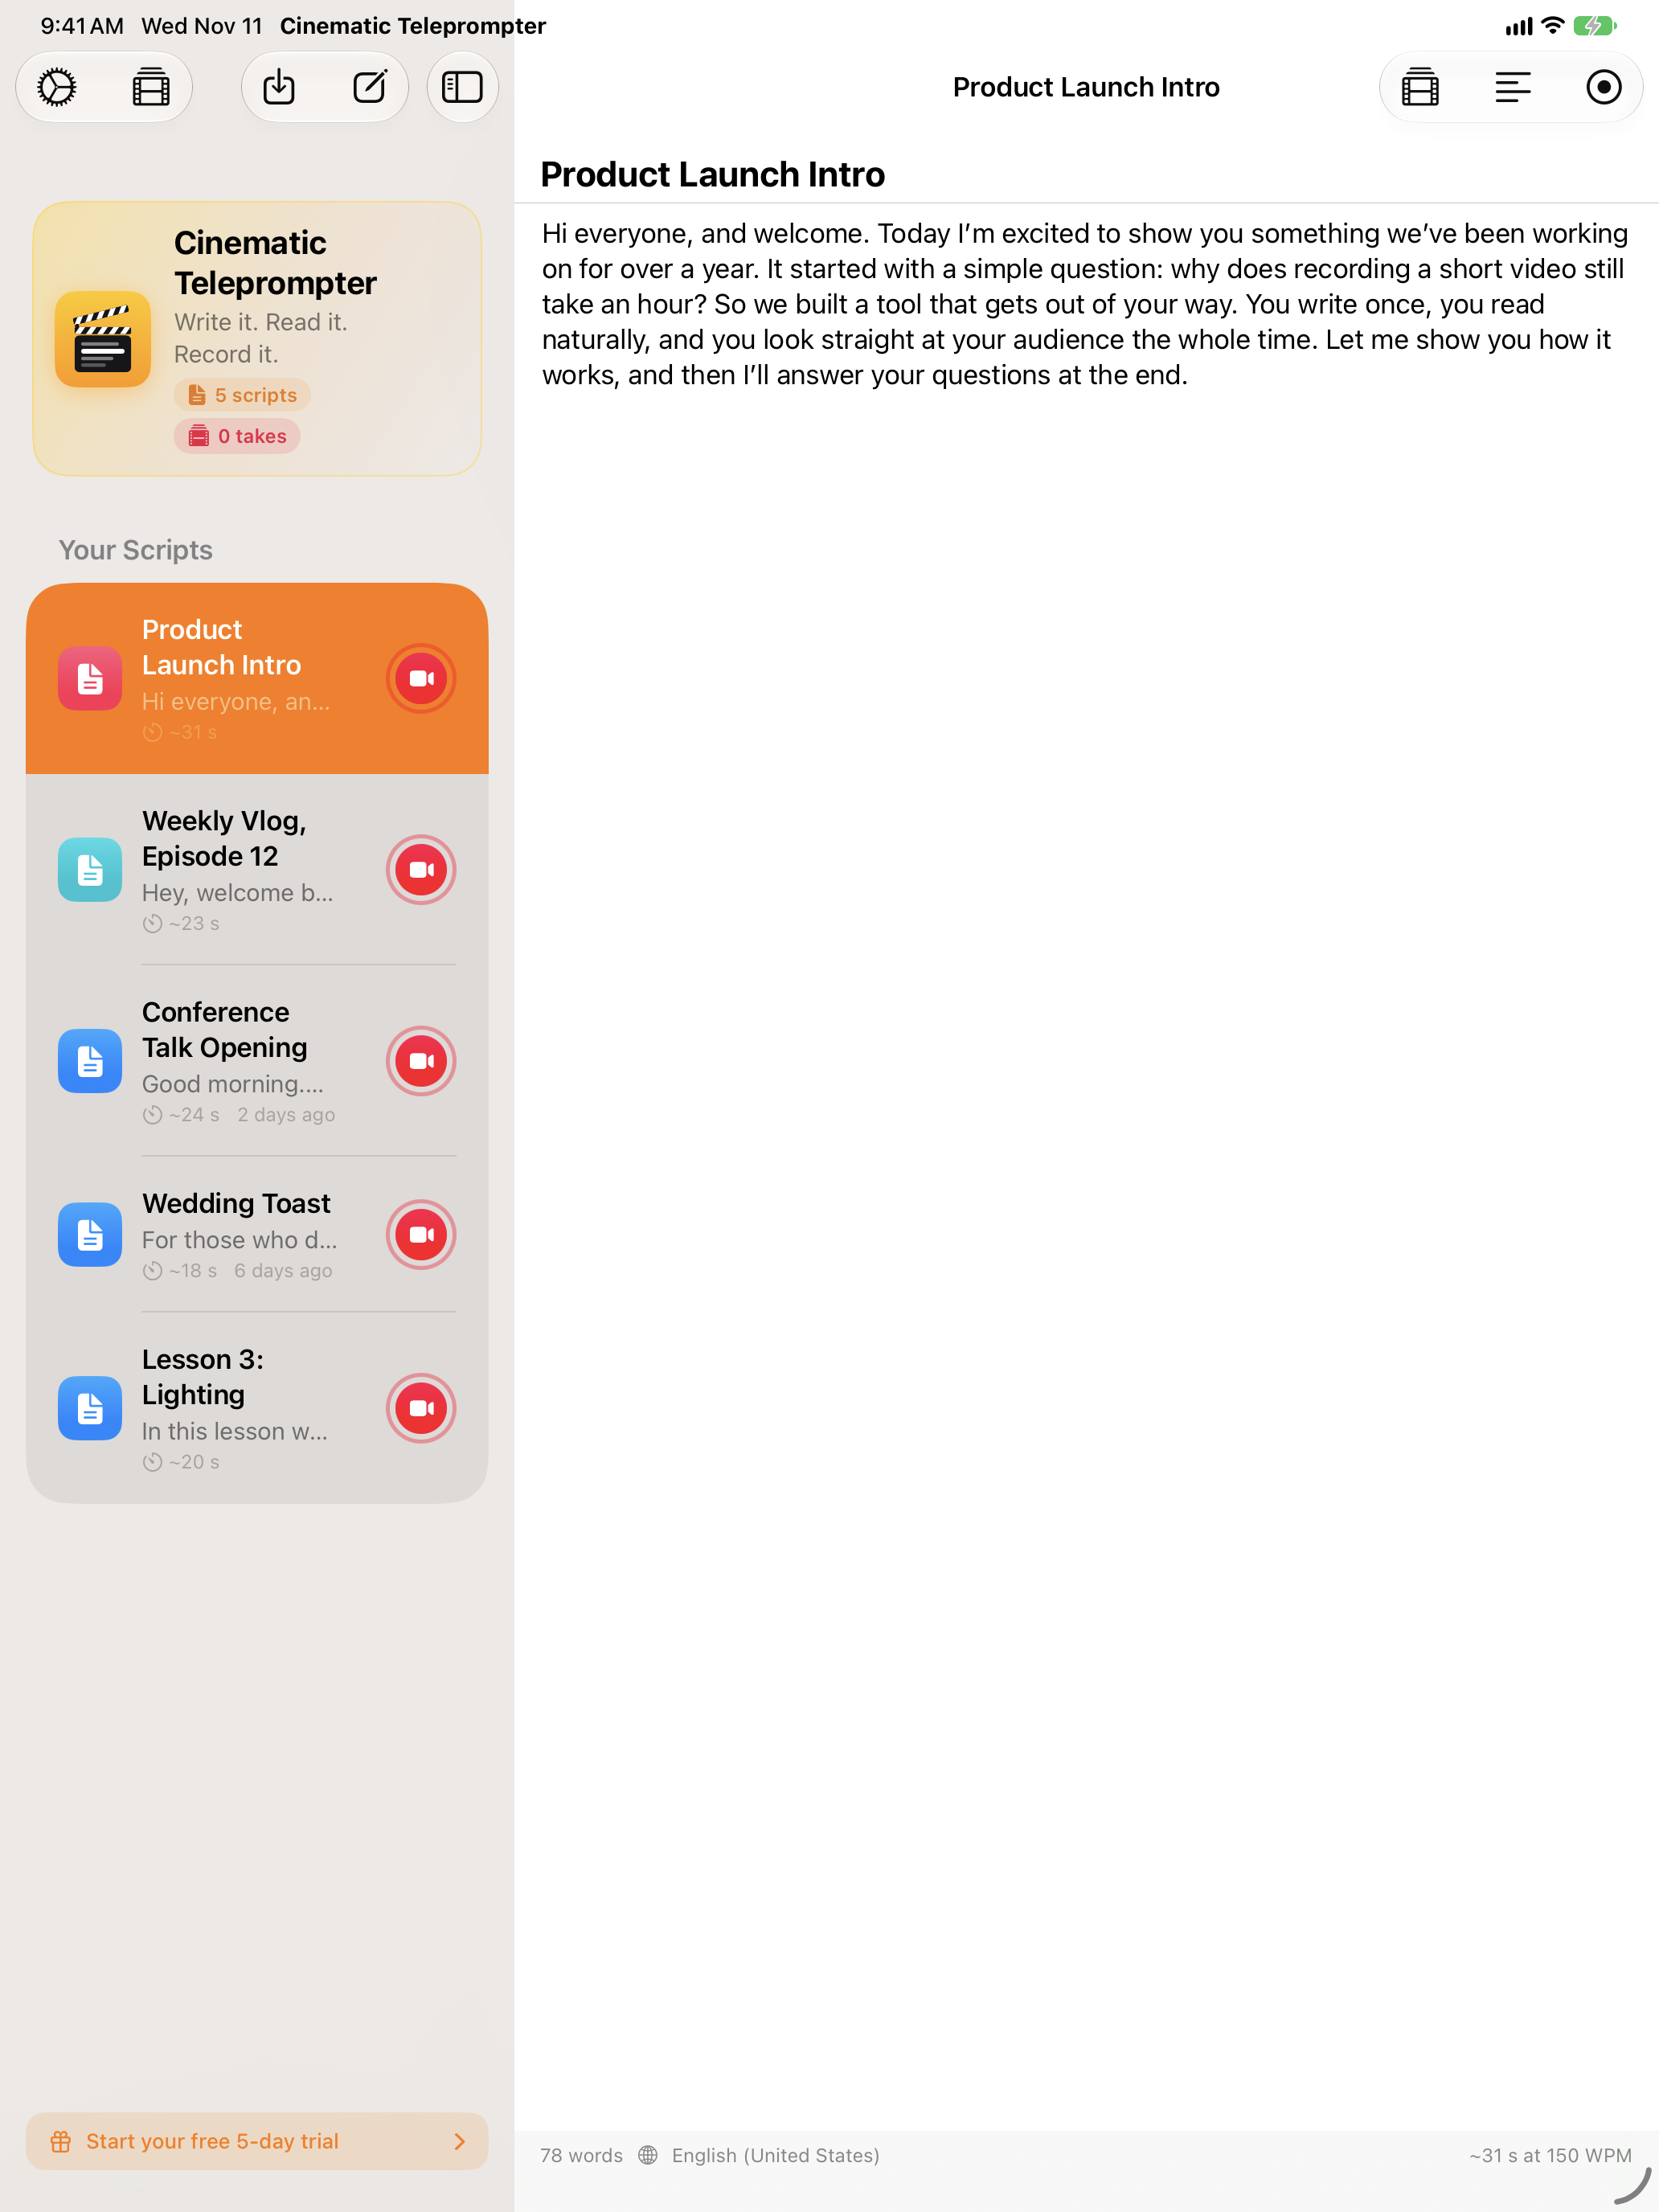 9:41 AM Wed Nov 11 Cinematic Teleprompter
Product Launch Intro
Cinematic
Teleprompter
Write it. Read it.
Record it.
5 scripts
0 takes
Your Scripts
Product
Launch Intro
Hi everyone, an...
~31 s
Weekly Vlog,
Episode 12
Hey, welcome b...
~23 s
Conference
Talk Opening
Good morning....
~24 s 2 days ago
Wedding Toast
For those who d...
~18 s 6 days ago
Lesson 3:
Lighting
In this lesson w...
~20 s
Start your free 5-day trial
Product Launch Intro
Hi everyone, and welcome. Today I’m excited to show you something we’ve been working
on for over a year. It started with a simple question: why does recording a short video still
take an hour? So we built a tool that gets out of your way. You write once, you read
naturally, and you look straight at your audience the whole time. Let me show you how it
works, and then I’ll answer your questions at the end.
78 words English (United States)
~31 s at 150 WPM